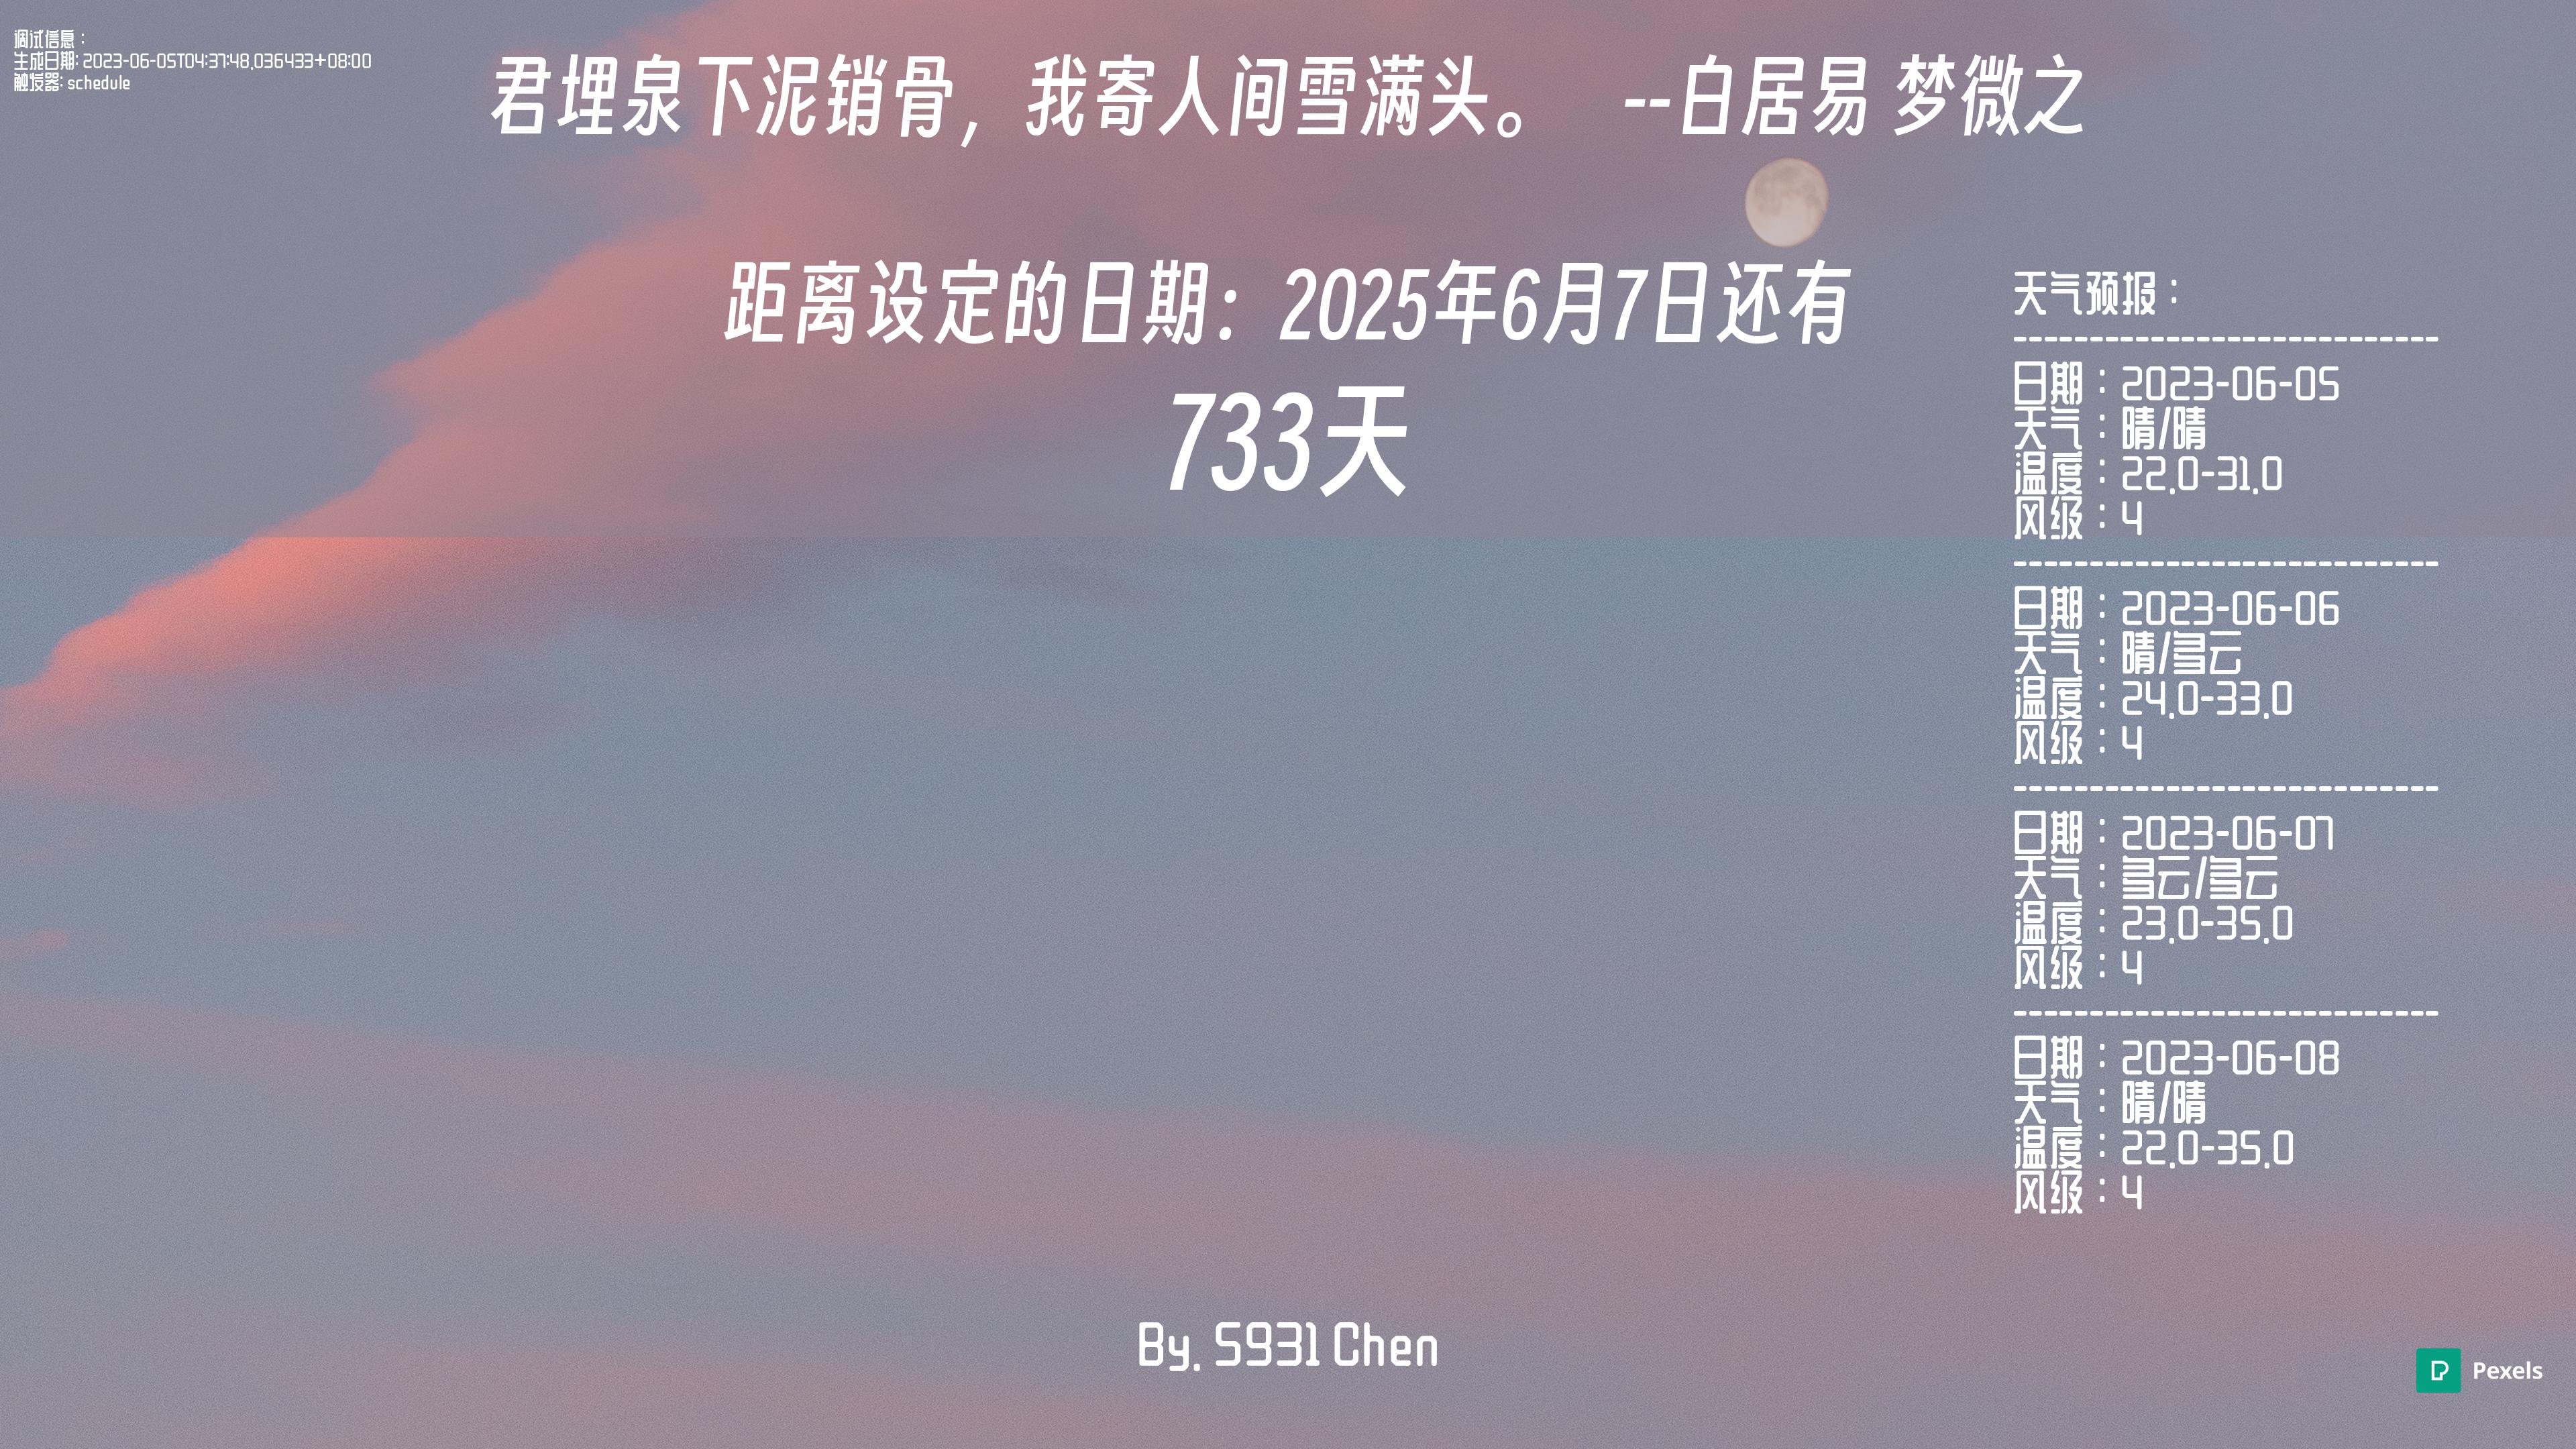 调试信息：
生成日期: 2023-06-05T04:37:48.036433+08:00
触发器: schedule
君埋泉下泥销骨，我寄人间雪满头。 --白居易 梦微之
距离设定的日期：2025年6月7日还有
733天
天气预报：
----------------------------
日期：2023-06-05
天气：晴/晴
温度：22.0-31.0
风级：4
----------------------------
日期：2023-06-06
天气：晴/多云
温度：24.0-33.0
风级：4
----------------------------
日期：2023-06-07
天气：多云/多云
温度：23.0-35.0
风级：4
----------------------------
日期：2023-06-08
天气：晴/晴
温度：22.0-35.0
风级：4
By. S931 Chen
Pexels